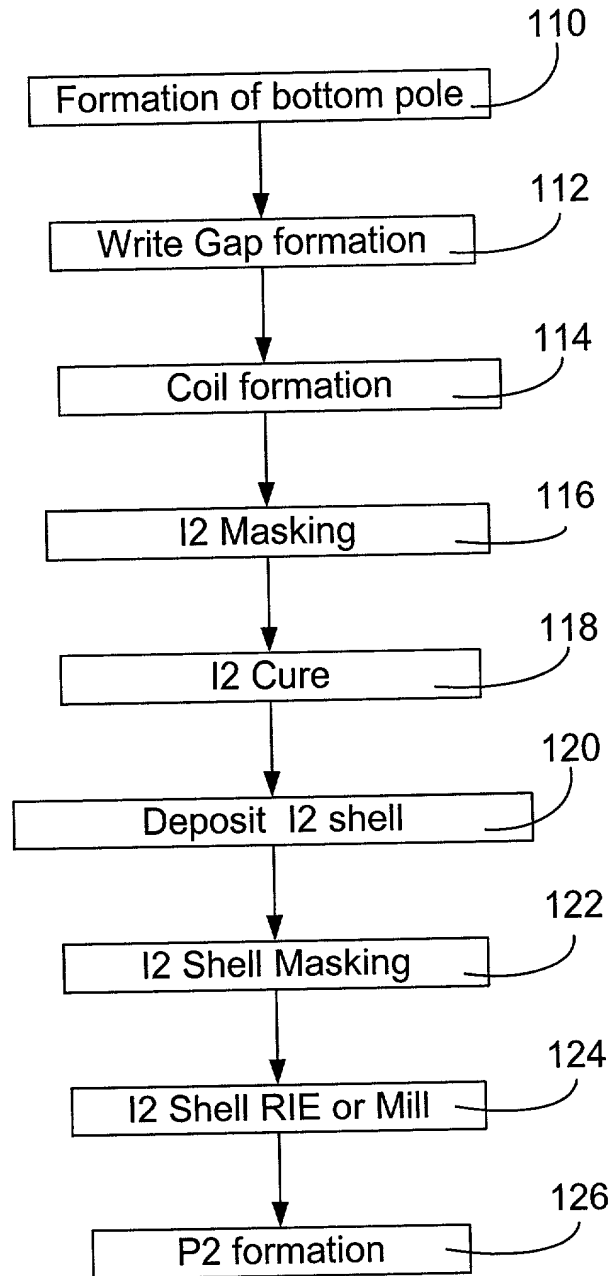 110
Formation of bottom pole
112
Write Gap formation
114
Coil formation
116
I2 Masking
118
I2 Cure
120
Deposit I2 shell
122
I2 Shell Masking
124
I2 Shell RIE or Mill
126
P2 formation